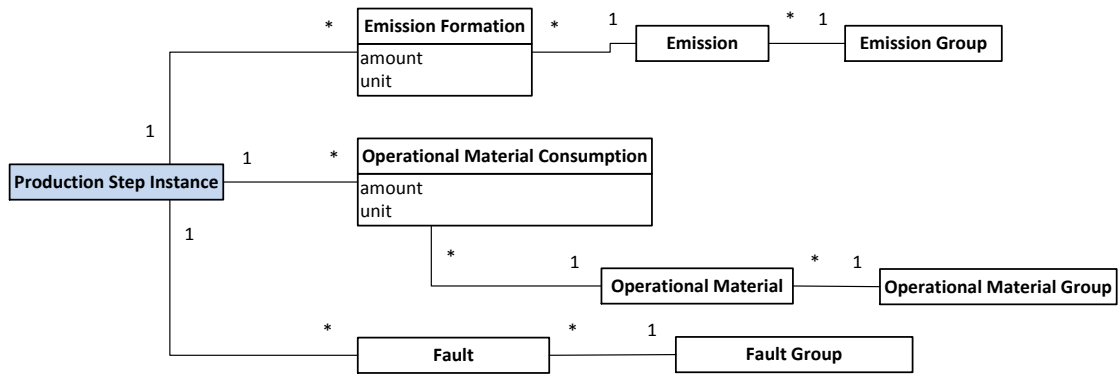 * Emission Formation * 1 * 1
Emission Emission Group
amount
unit
1
1 * Operational Material Consumption
Production Step Instance
amount
unit
1
* 1 * 1
Operational Material Operational Material Group
* * 1
Fault Fault Group